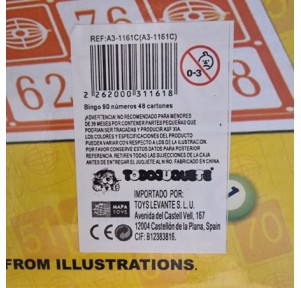 REF:A3-1161C(A3-1161C)
0-3
2 262000 311618
Bingo 90 números 48 cartones
¡ADVERTENCIA! NO RECOMENDADO PARA MENORES
DE 36 MESES POR CONTENER PARTES PEQUEÑAS QUE
PODRIAN SER TRAGADAS Y PRODUCIR ASFIXIA.
LOS COLORES Y ESPECIFICACIONES DEL PRODUCTO
PUEDEN VARIAR CON RESPECTO A LOS DE LA ILUSTRACIÓN.
POR FAVOR CONSERVE ESTOS DATOS PARA POSTERIOR
REFERENCIA. RETIRE LAS SUJECCIONES DE LA CAJA
ANTES DE ENTREGAR EL JUGUETE AL NIÑO. FABRICADO EN CHINA.
IMPORTADO POR:
TOYS LEVANTE S. L. U.
Avenida del Castell Vell, 167
12004 Castellón de la Plana, Spain
CIF: B12383816.
MAPA
TOYS
FROM ILLUSTRATIONS.